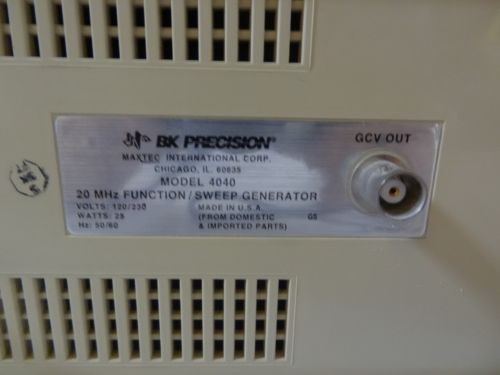 BK PRECISION®
GCV OUT
MAXTEC INTERNATIONAL CORP.
CHICAGO, IL. 60635
MODEL 4040
20 MHz FUNCTION/SWEEP GENERATOR
VOLTS: 120/230 MADE IN U.S.A.
WATTS: 25 (FROM DOMESTIC GS
Hz: 50/60 & IMPORTED PARTS)